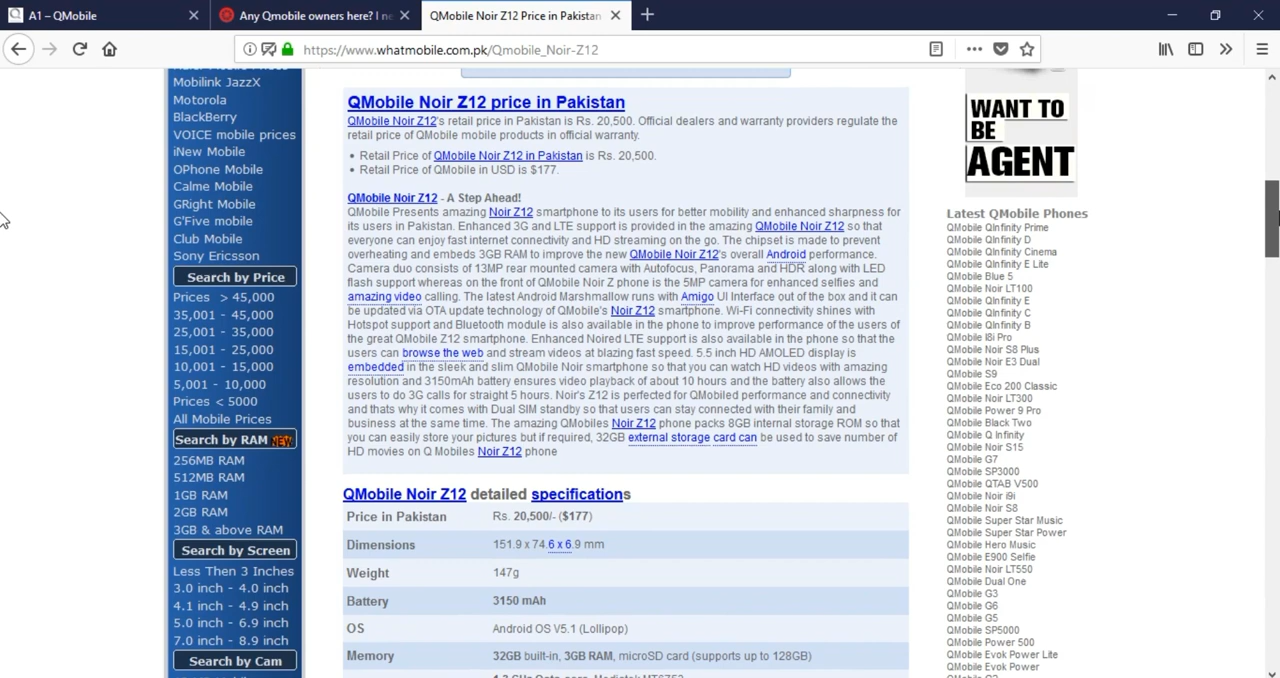 A1 – QMobile
Any Qmobile owners here? I ne
QMobile Noir Z12 Price in Pakistan
https://www.whatmobile.com.pk/Qmobile_Noir-Z12
Mobilink JazzX
Motorola
BlackBerry
VOICE mobile prices
iNew Mobile
OPhone Mobile
Calme Mobile
GRight Mobile
G'Five mobile
Club Mobile
Sony Ericsson
Search by Price
Prices > 45,000
35,001 - 45,000
25,001 - 35,000
15,001 - 25,000
10,001 - 15,000
5,001 - 10,000
Prices < 5000
All Mobile Prices
Search by RAM NEW
256MB RAM
512MB RAM
1GB RAM
2GB RAM
3GB & above RAM
Search by Screen
Less Then 3 Inches
3.0 inch - 4.0 inch
4.1 inch - 4.9 inch
5.0 inch - 6.9 inch
7.0 inch - 8.9 inch
Search by Cam
QMobile Noir Z12 price in Pakistan
QMobile Noir Z12's retail price in Pakistan is Rs. 20,500. Official dealers and warranty providers regulate the
retail price of QMobile mobile products in official warranty.
• Retail Price of QMobile Noir Z12 in Pakistan is Rs. 20,500.
• Retail Price of QMobile in USD is $177.
QMobile Noir Z12 - A Step Ahead!
QMobile Presents amazing Noir Z12 smartphone to its users for better mobility and enhanced sharpness for
its users in Pakistan. Enhanced 3G and LTE support is provided in the amazing QMobile Noir Z12 so that
everyone can enjoy fast internet connectivity and HD streaming on the go. The chipset is made to prevent
overheating and embeds 3GB RAM to improve the new QMobile Noir Z12's overall Android performance.
Camera duo consists of 13MP rear mounted camera with Autofocus, Panorama and HDR along with LED
flash support whereas on the front of QMobile Noir Z phone is the 5MP camera for enhanced selfies and
amazing video calling. The latest Android Marshmallow runs with Amigo UI Interface out of the box and it can
be updated via OTA update technology of QMobile's Noir Z12 smartphone. Wi-Fi connectivity shines with
Hotspot support and Bluetooth module is also available in the phone to improve performance of the users of
the great QMobile Z12 smartphone. Enhanced Noired LTE support is also available in the phone so that the
users can browse the web and stream videos at blazing fast speed. 5.5 inch HD AMOLED display is
embedded in the sleek and slim QMobile Noir smartphone so that you can watch HD videos with amazing
resolution and 3150mAh battery ensures video playback of about 10 hours and the battery also allows the
users to do 3G calls for straight 5 hours. Noir's Z12 is perfected for QMobiled performance and connectivity
and thats why it comes with Dual SIM standby so that users can stay connected with their family and
business at the same time. The amazing QMobiles Noir Z12 phone packs 8GB internal storage ROM so that
you can easily store your pictures but if required, 32GB external storage card can be used to save number of
HD movies on Q Mobiles Noir Z12 phone
QMobile Noir Z12 detailed specifications
Price in Pakistan Rs. 20,500/- ($177)
Dimensions 151.9 x 74.6 x 6.9 mm
Weight 147g
Battery 3150 mAh
OS Android OS V5.1 (Lollipop)
Memory 32GB built-in, 3GB RAM, microSD card (supports up to 128GB)
WANT TO
BE
AGENT
Latest QMobile Phones
QMobile QInfinity Prime
QMobile QInfinity D
QMobile QInfinity Cinema
QMobile QInfinity E Lite
QMobile Blue 5
QMobile Noir LT100
QMobile QInfinity E
QMobile QInfinity C
QMobile QInfinity B
QMobile I8i Pro
QMobile Noir S8 Plus
QMobile Noir E3 Dual
QMobile S9
QMobile Eco 200 Classic
QMobile Noir LT300
QMobile Power 9 Pro
QMobile Black Two
QMobile Q Infinity
QMobile Noir S15
QMobile G7
QMobile SP3000
QMobile QTAB V500
QMobile Noir i9i
QMobile Noir S8
QMobile Super Star Music
QMobile Super Star Power
QMobile Hero Music
QMobile E900 Selfie
QMobile Noir LT550
QMobile Dual One
QMobile G3
QMobile G6
QMobile G5
QMobile SP5000
QMobile Power 500
QMobile Evok Power Lite
QMobile Evok Power